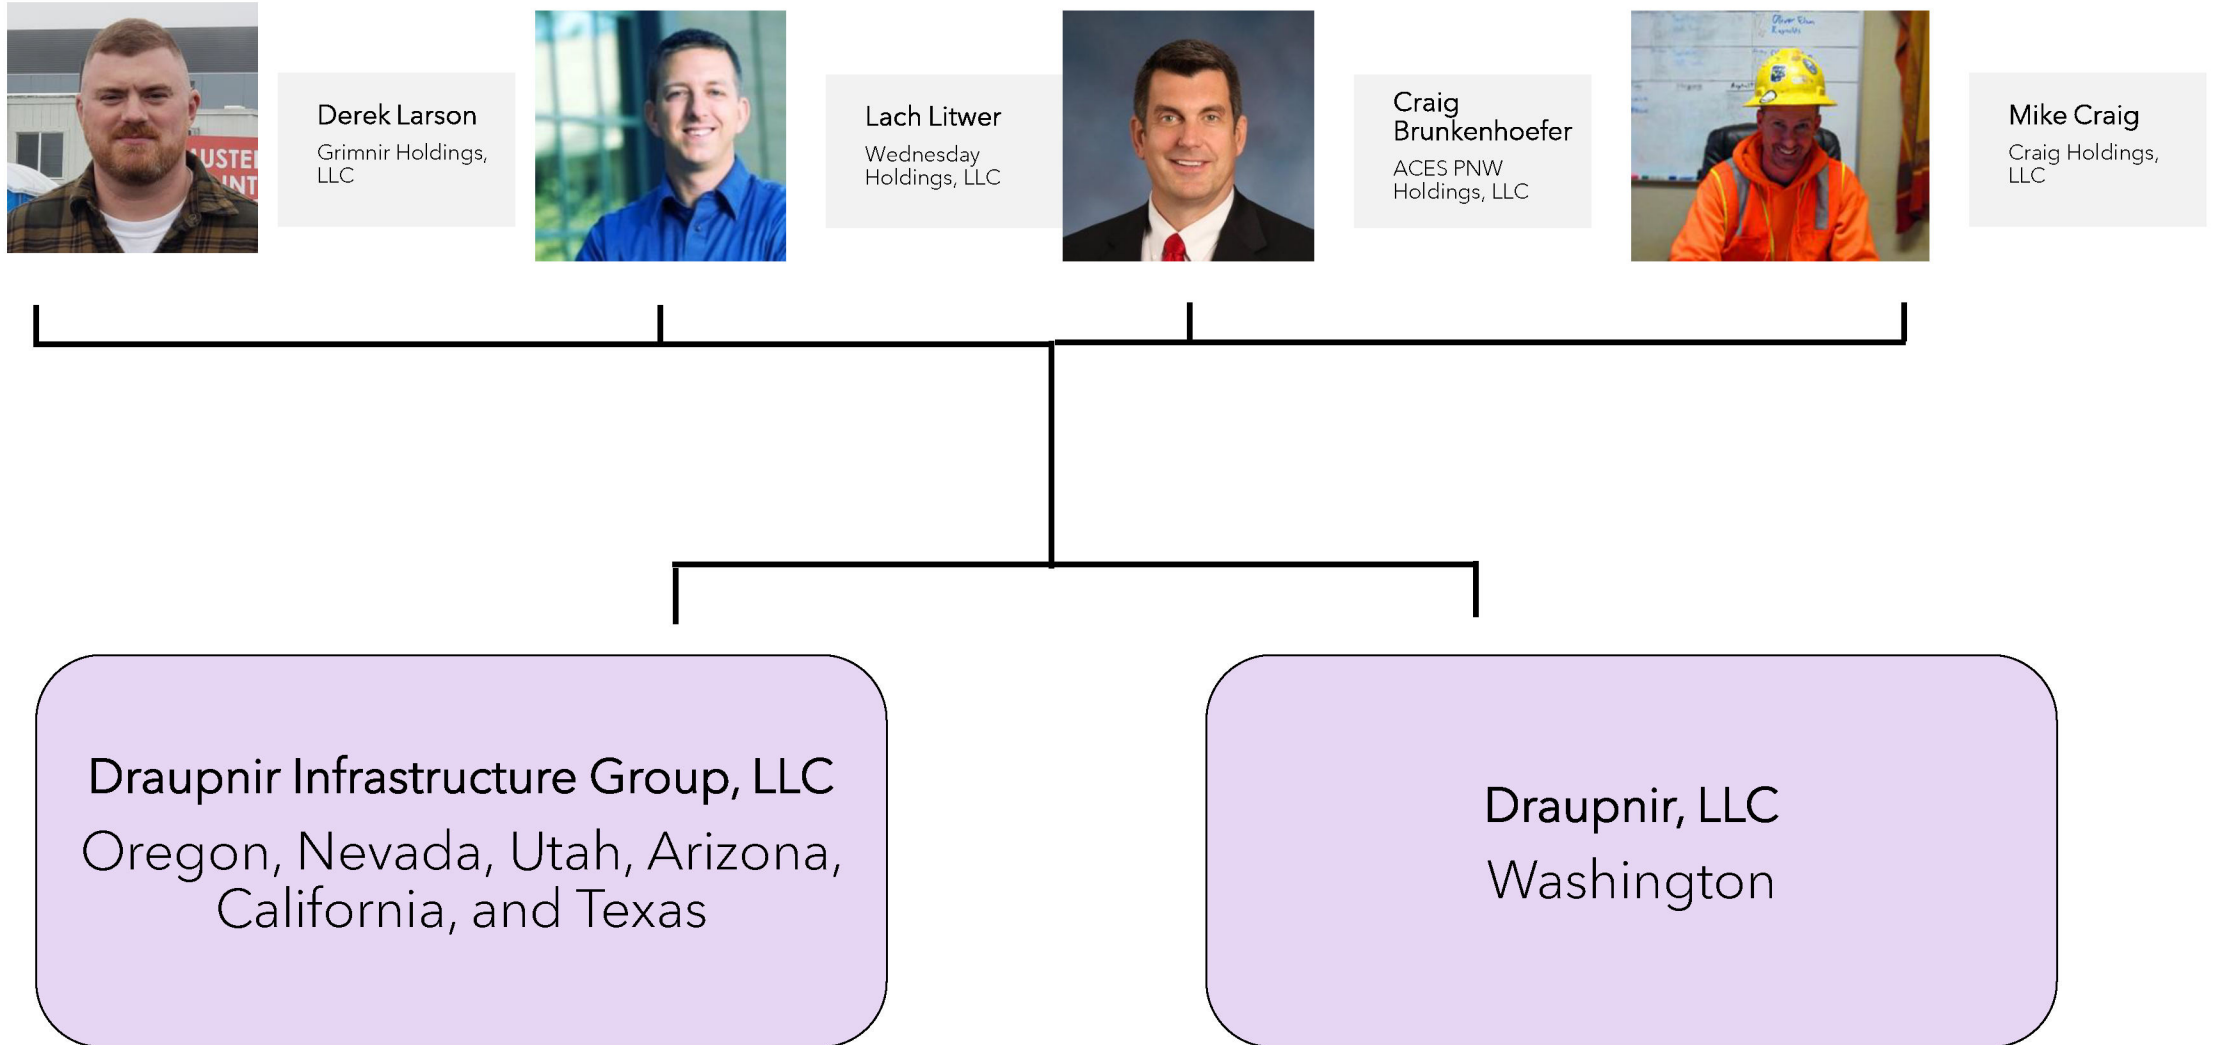 Derek Larson
Grimnir Holdings,
LLC
Lach Litwer
Wednesday
Holdings, LLC
Craig
Brunkenhoefer
ACES PNW
Holdings, LLC
Mike Craig
Craig Holdings,
LLC
Draupnir Infrastructure Group, LLC
Oregon, Nevada, Utah, Arizona,
California, and Texas
Draupnir, LLC
Washington